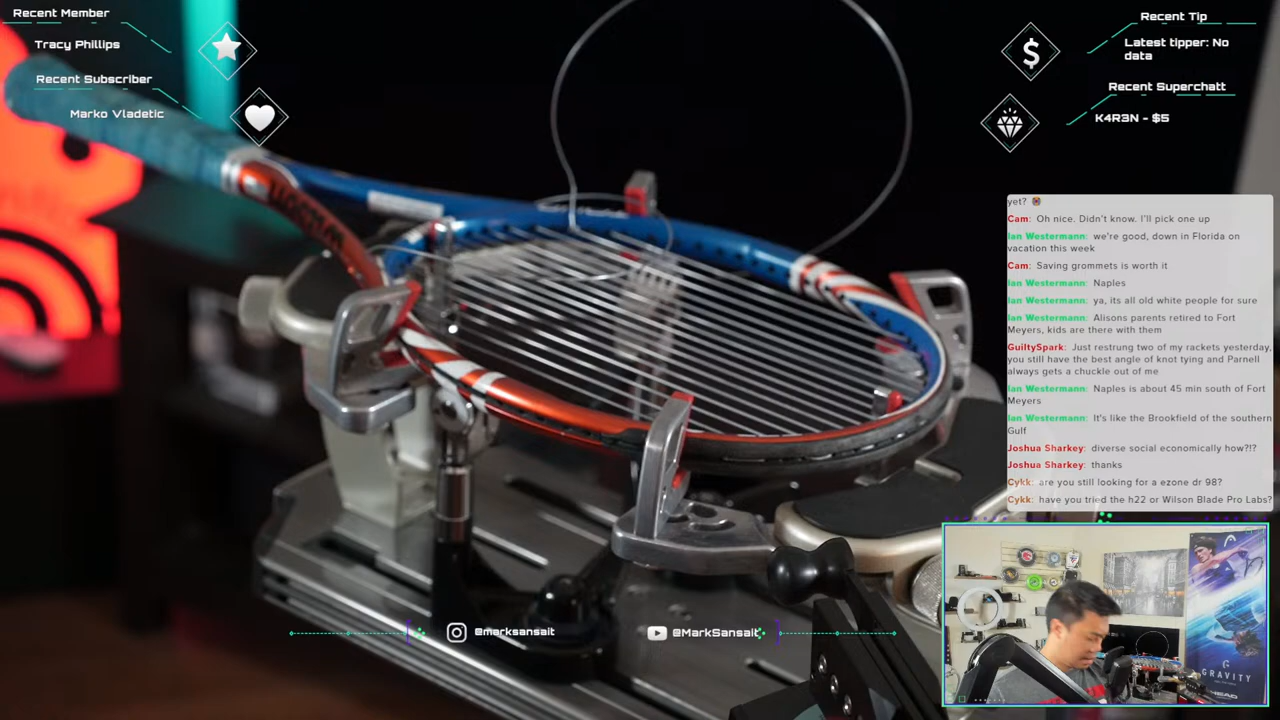 Recent Member
Tracy Phillips
Recent Subscriber
Marko Vladetic
Recent Tip
Latest tipper: No
data
Recent Superchatt
K4R3N - $5
yet?
Cam: Oh nice. Didn't know. I'll pick one up
Ian Westermann: we're good, down in Florida on
vacation this week
Cam: Saving grommets is worth it
Ian Westermann: Naples
Ian Westermann: ya, its all old white people for sure
Ian Westermann: Alisons parents retired to Fort
Meyers, kids are there with them
GuiltySpark: Just restrung two of my rackets yesterday,
you still have the best angle of knot tying and Parnell
always gets a chuckle out of me
Ian Westermann: Naples is about 45 min south of Fort
Meyers
Ian Westermann: It's like the Brookfield of the southern
Gulf
Joshua Sharkey: diverse social economically how?!?
Joshua Sharkey: thanks
Cykk: are you still looking for a ezone dr 98?
Cykk: have you tried the h22 or Wilson Blade Pro Labs?
@marksansait
@MarkSansait
GRAVITY
HEAD